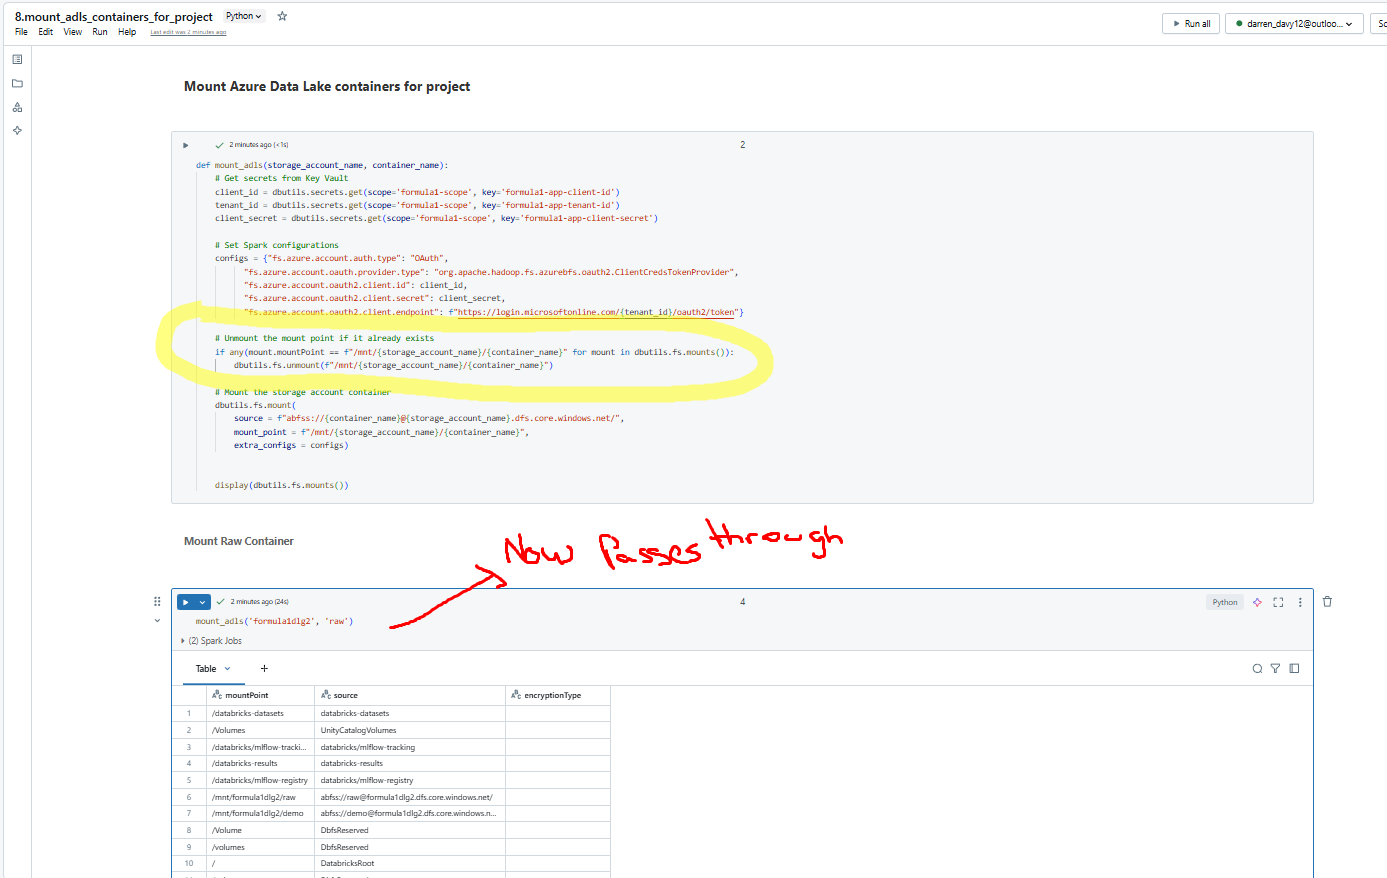 8.mount_adls_containers_for_project Python
File Edit View Run Help Last edit was 2 minutes ago
Run all
darren_davy12@outloo...
Sc
Mount Azure Data Lake containers for project
2 minutes ago (<1s)
2
def mount_adls(storage_account_name, container_name):
# Get secrets from Key Vault
client_id = dbutils.secrets.get(scope='formula1-scope', key='formula1-app-client-id')
tenant_id = dbutils.secrets.get(scope='formula1-scope', key='formula1-app-tenant-id')
client_secret = dbutils.secrets.get(scope='formula1-scope', key='formula1-app-client-secret')
# Set Spark configurations
configs = {"fs.azure.account.auth.type": "OAuth",
"fs.azure.account.oauth.provider.type": "org.apache.hadoop.fs.azurebfs.oauth2.ClientCredsTokenProvider",
"fs.azure.account.oauth2.client.id": client_id,
"fs.azure.account.oauth2.client.secret": client_secret,
"fs.azure.account.oauth2.client.endpoint": f"https://login.microsoftonline.com/{tenant_id}/oauth2/token"}
# Unmount the mount point if it already exists
if any(mount.mountPoint == f"/mnt/{storage_account_name}/{container_name}" for mount in dbutils.fs.mounts()):
dbutils.fs.unmount(f"/mnt/{storage_account_name}/{container_name}")
# Mount the storage account container
dbutils.fs.mount(
source = f"abfss://{container_name}@{storage_account_name}.dfs.core.windows.net/",
mount_point = f"/mnt/{storage_account_name}/{container_name}",
extra_configs = configs)
display(dbutils.fs.mounts())
Mount Raw Container
Now Passes through
2 minutes ago (24s)
4
Python
mount_adls('formula1dlg2', 'raw')
(2) Spark Jobs
Table +
mountPoint source encryptionType
1 /databricks-datasets databricks-datasets
2 /Volumes UnityCatalogVolumes
3 /databricks/mlflow-tracki... databricks/mlflow-tracking
4 /databricks-results databricks-results
5 /databricks/mlflow-registry databricks/mlflow-registry
6 /mnt/formula1dlg2/raw abfss://raw@formula1dlg2.dfs.core.windows.net/
7 /mnt/formula1dlg2/demo abfss://demo@formula1dlg2.dfs.core.windows.n...
8 /Volume DbfsReserved
9 /volumes DbfsReserved
10 / DatabricksRoot